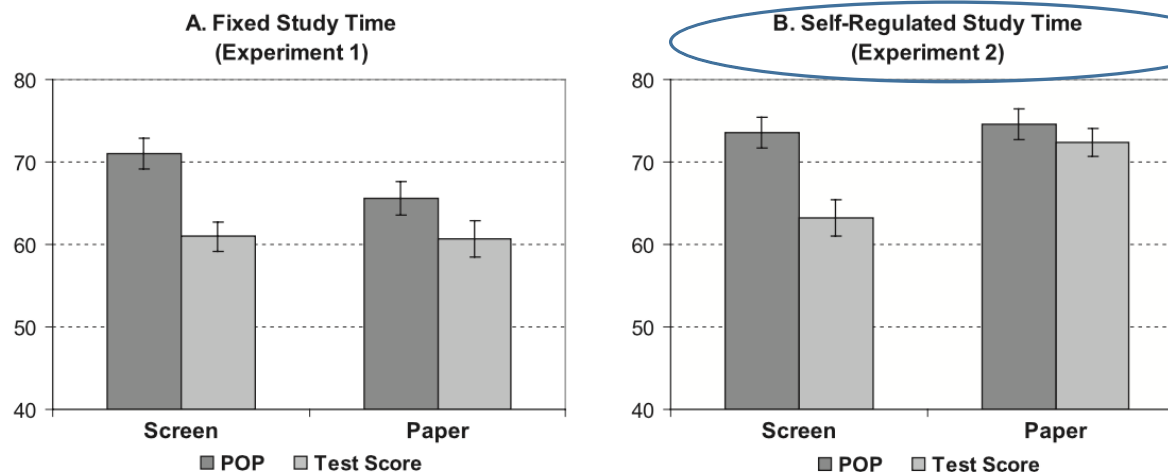 A. Fixed Study Time
(Experiment 1)
80
70
60
50
40
Screen
Paper
POP
Test Score
B. Self-Regulated Study Time
(Experiment 2)
80
70
60
50
40
Screen
Paper
POP
Test Score